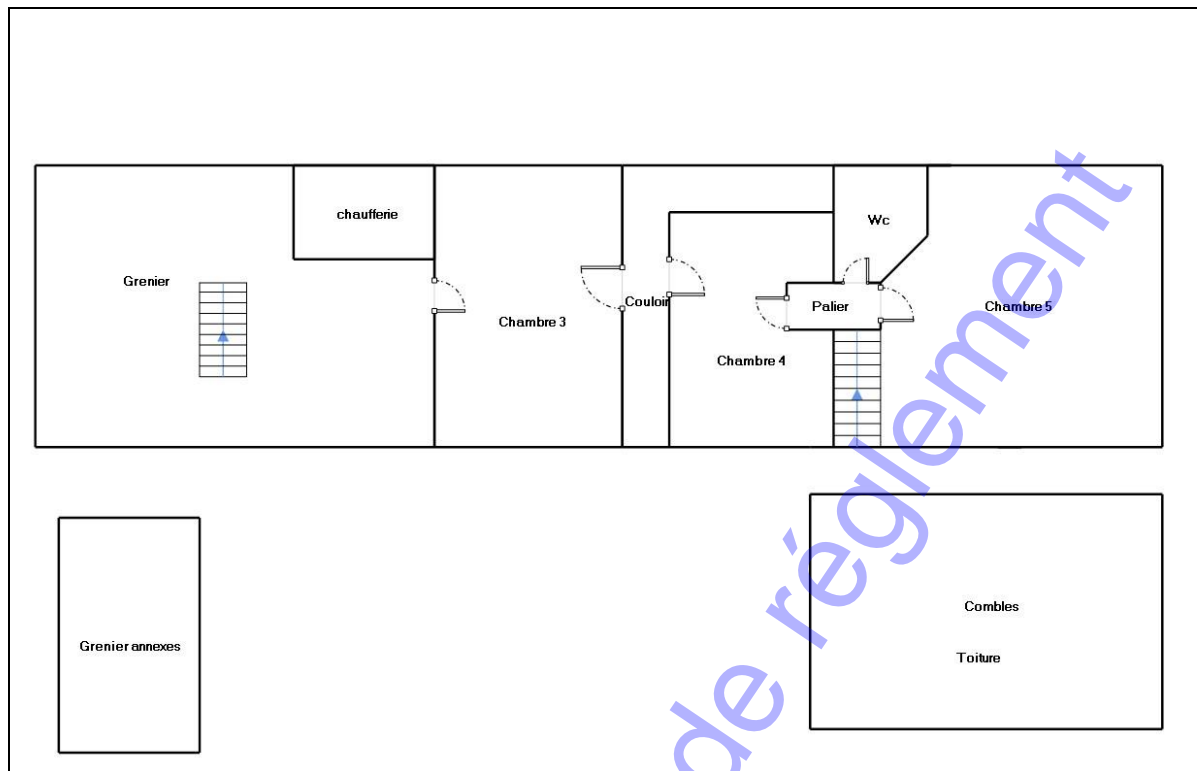 chaufferie
Wc
Grenier
Couloir
Palier
Chambre 5
Chambre 3
Chambre 4
Combles
Grenier annexes
Toiture
de réglement